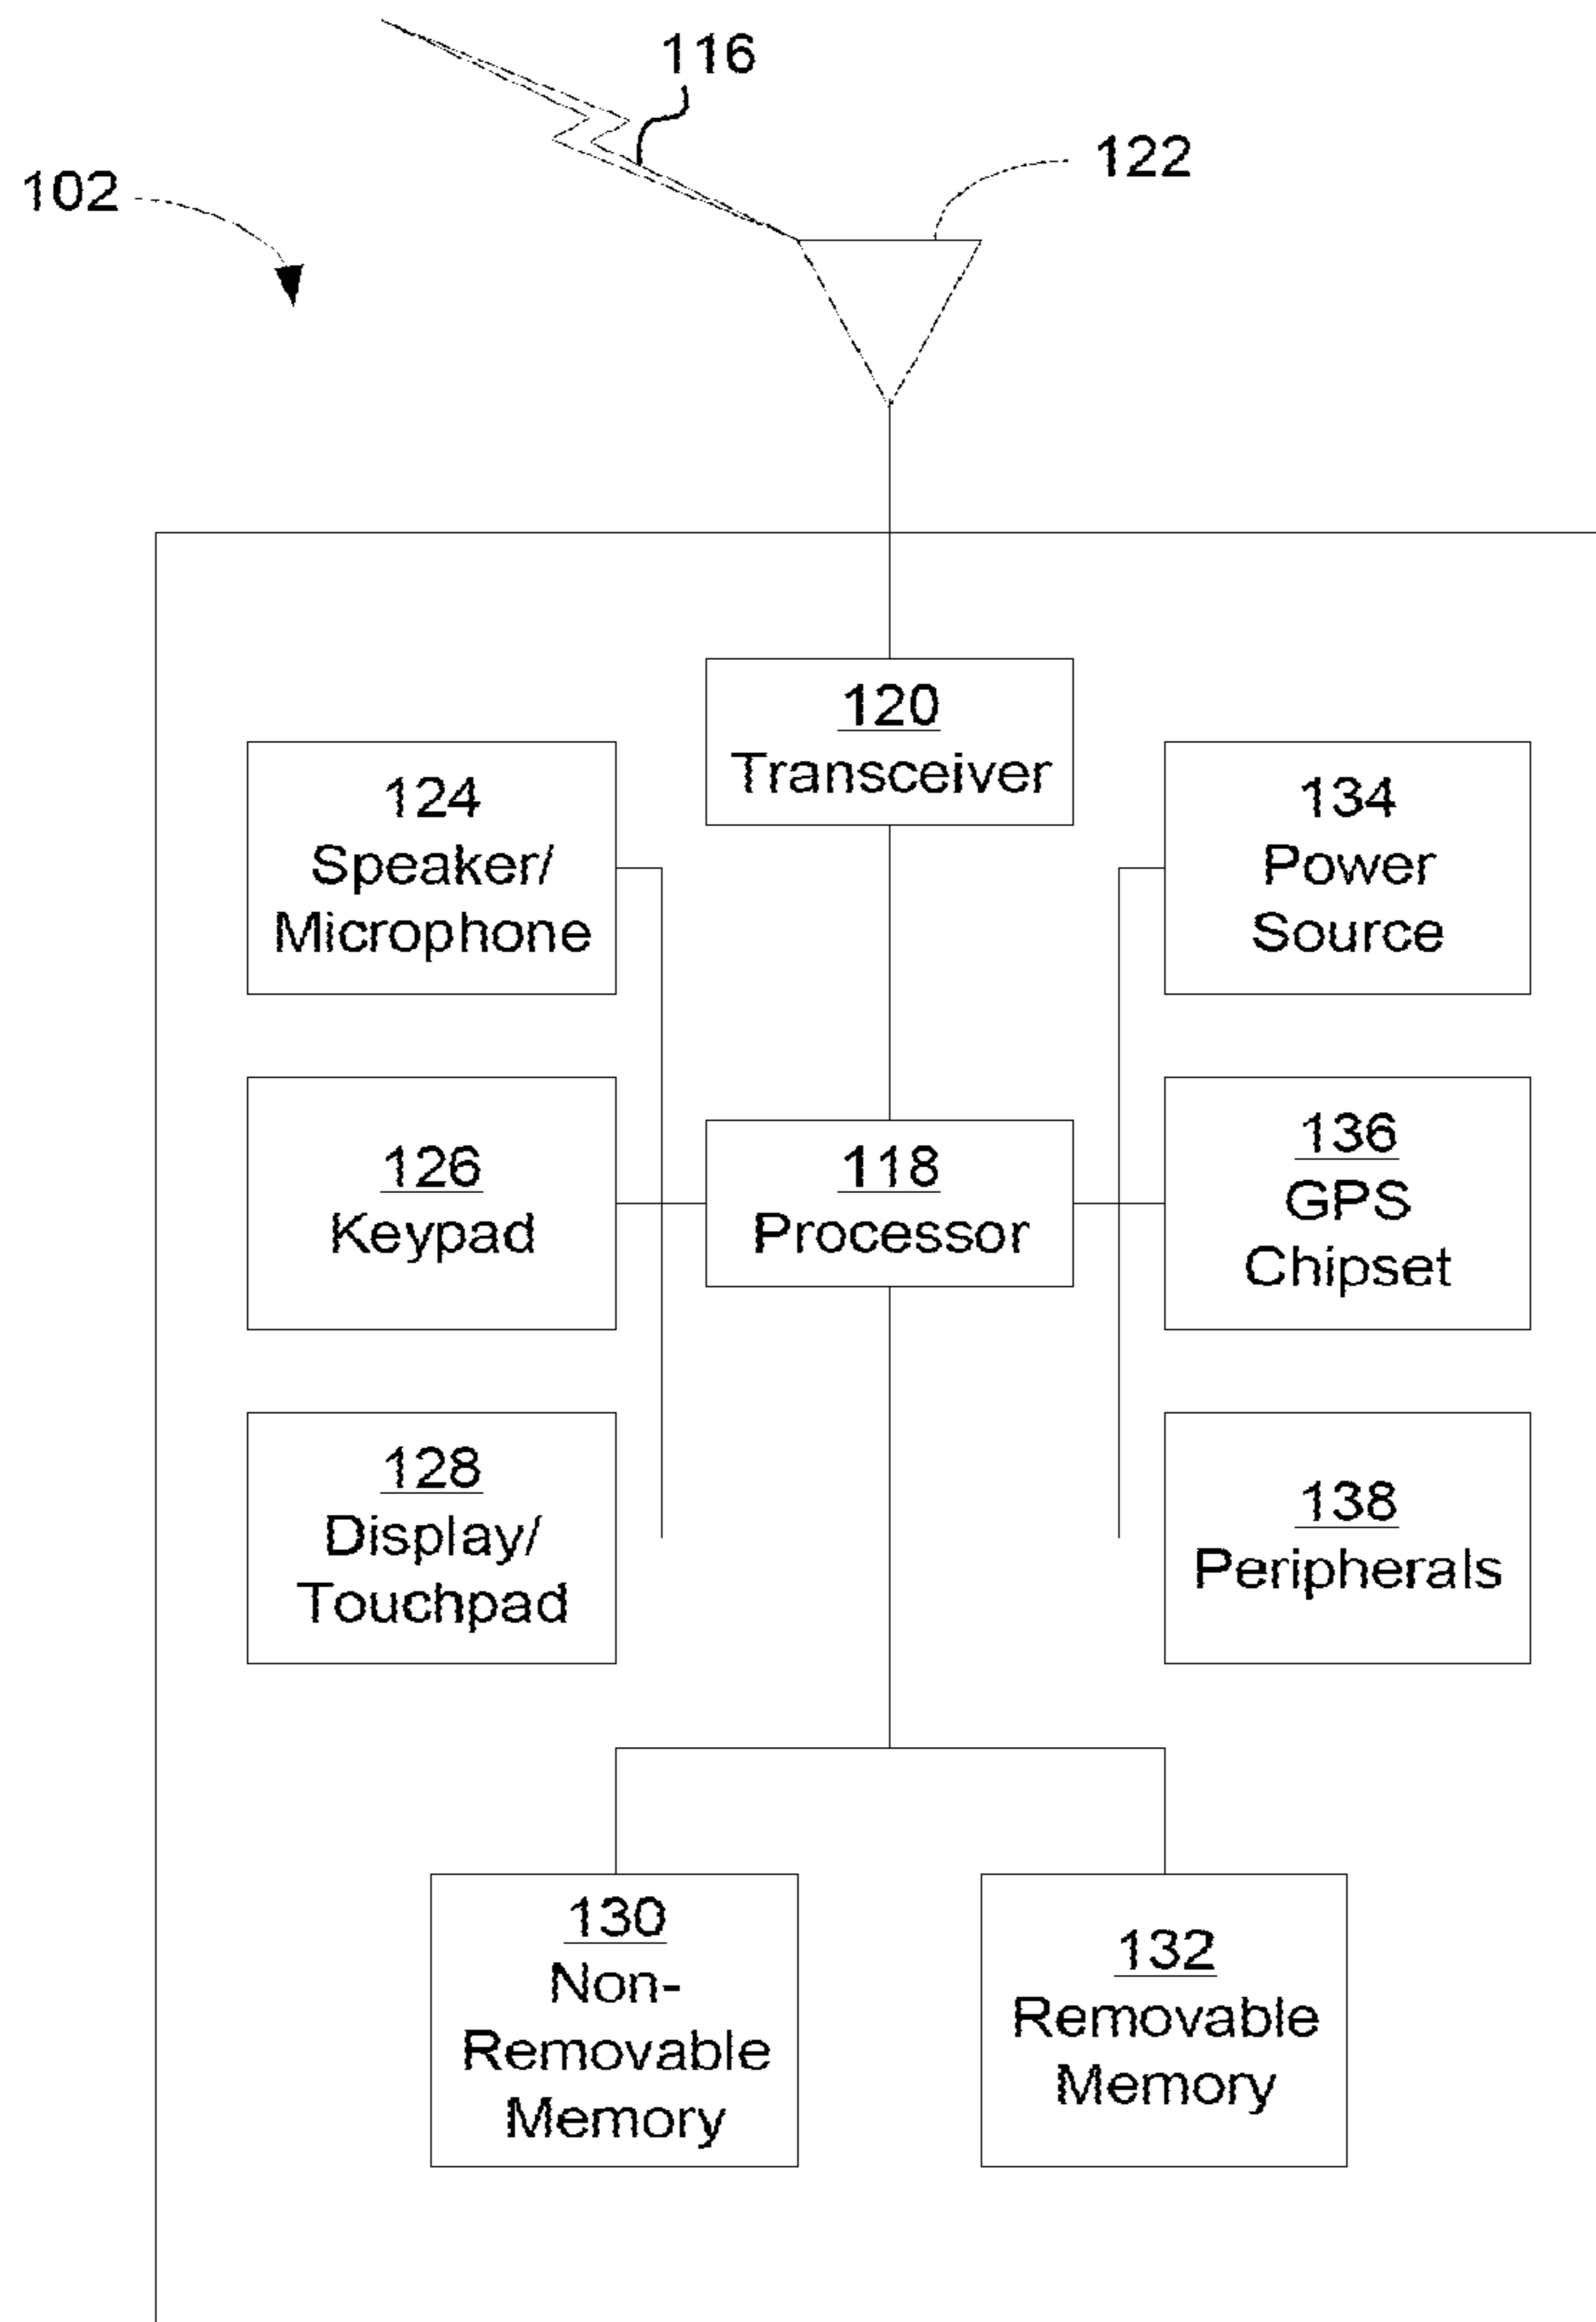 116
122
102
120
Transceiver
124
Speaker/
Microphone
134
Power
Source
126
Keypad
118
Processor
136
GPS
Chipset
128
Display/
Touchpad
138
Peripherals
130
Non-
Removable
Memory
132
Removable
Memory